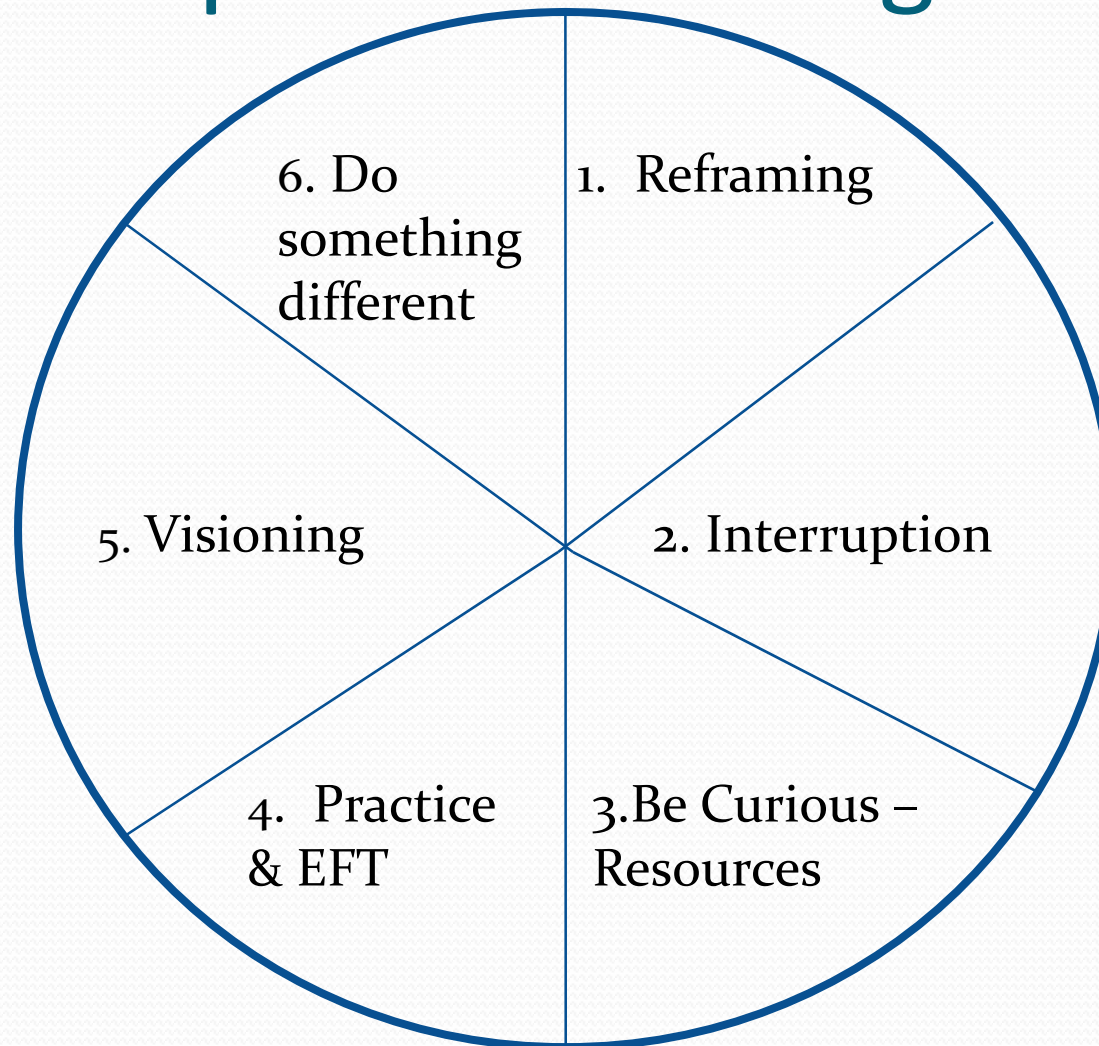 1. Reframing
2. Interruption
3.Be Curious –
Resources
4. Practice
& EFT
5. Visioning
6. Do
something
different